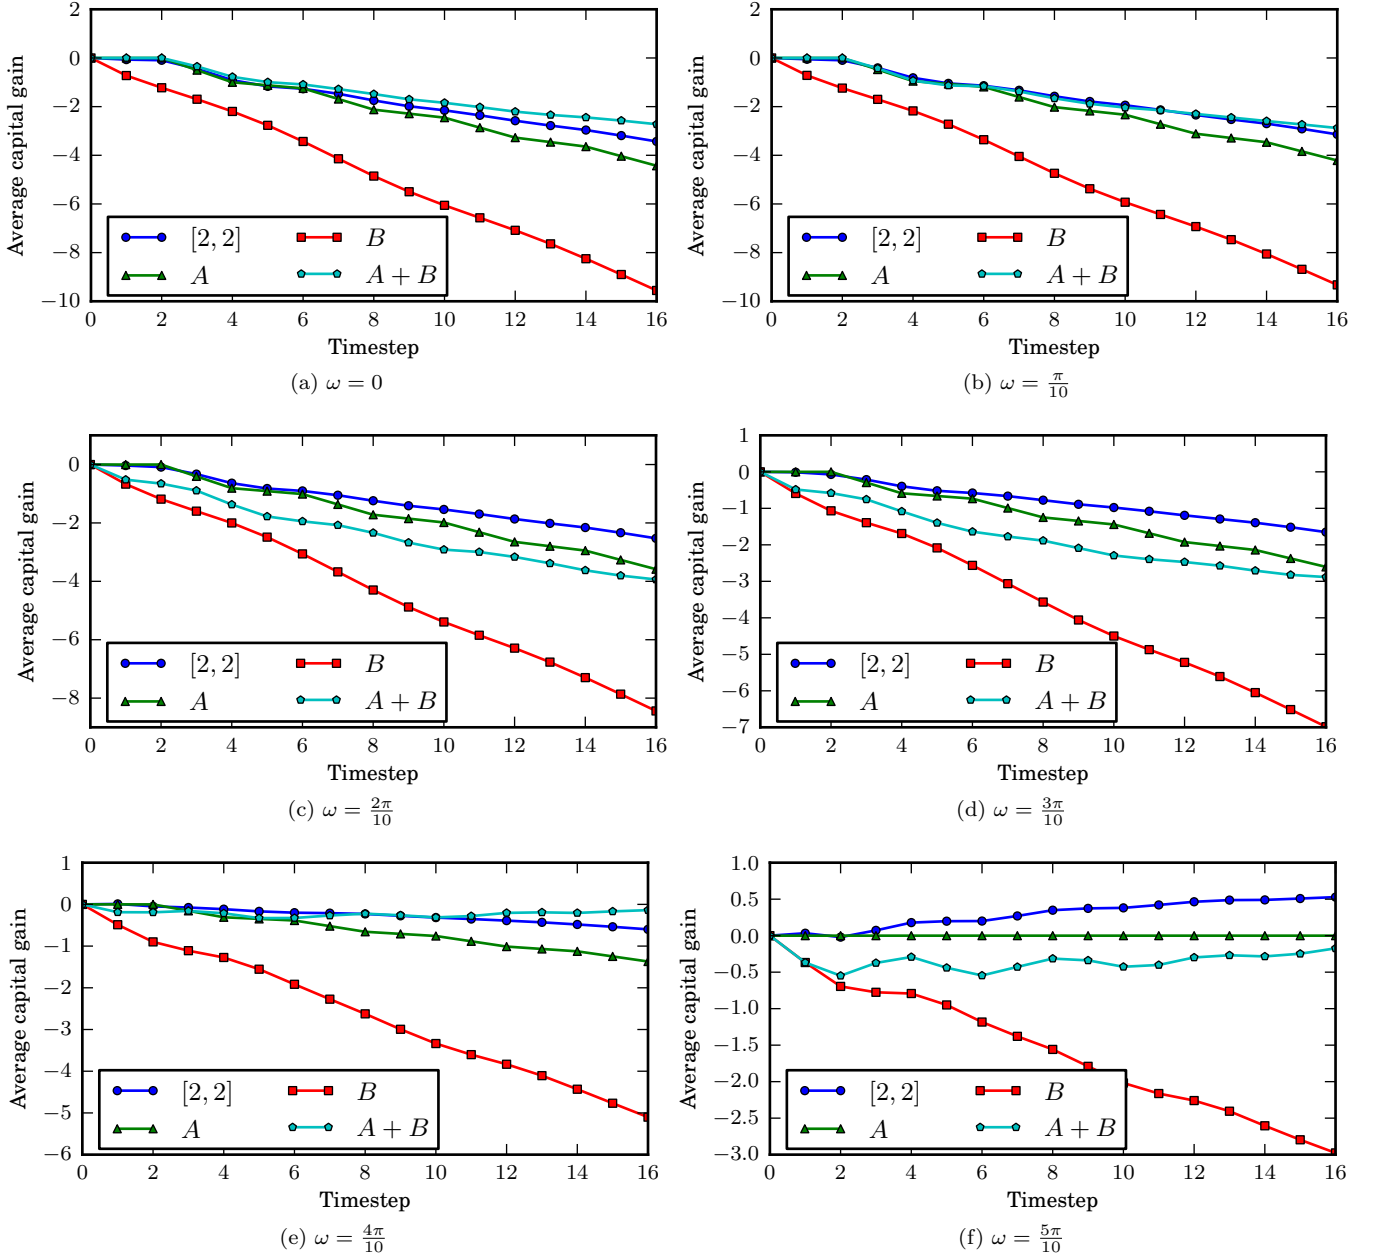 2
0
−2
−4
−6
−8
−10
Average capital gain
[2, 2]
B
A
A + B
0 2 4 6 8 10 12 14 16
Timestep
(a) ω = 0
2
0
−2
−4
−6
−8
−10
Average capital gain
[2, 2]
B
A
A + B
0 2 4 6 8 10 12 14 16
Timestep
(b) ω = π/10
0
−2
−4
−6
−8
Average capital gain
[2, 2]
B
A
A + B
0 2 4 6 8 10 12 14 16
Timestep
(c) ω = 2π/10
1
0
−1
−2
−3
−4
−5
−6
−7
Average capital gain
[2, 2]
B
A
A + B
0 2 4 6 8 10 12 14 16
Timestep
(d) ω = 3π/10
1
0
−1
−2
−3
−4
−5
−6
Average capital gain
[2, 2]
B
A
A + B
0 2 4 6 8 10 12 14 16
Timestep
(e) ω = 4π/10
1.0
0.5
0.0
−0.5
−1.0
−1.5
−2.0
−2.5
−3.0
Average capital gain
[2, 2]
B
A
A + B
0 2 4 6 8 10 12 14 16
Timestep
(f) ω = 5π/10